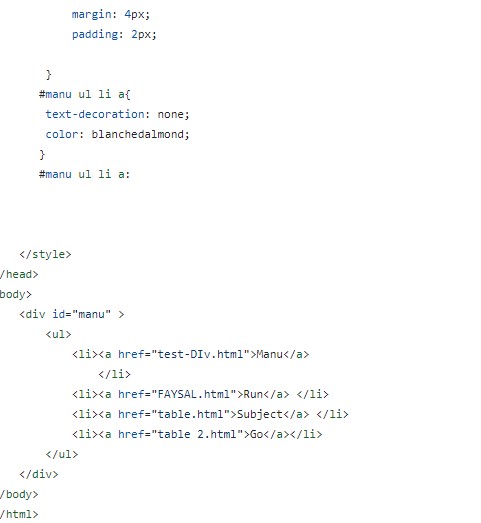 margin: 4px;
padding: 2px;
}
#manu ul li a{
text-decoration: none;
color: blanchedalmond;
}
#manu ul li a:
</style>
/head>
body>
<div id="manu" >
<ul>
<li><a href="test-DIv.html">Manu</a>
</li>
<li><a href="FAYSAL.html">Run</a> </li>
<li><a href="table.html">Subject</a> </li>
<li><a href="table 2.html">Go</a></li>
</ul>
</div>
/body>
/html>